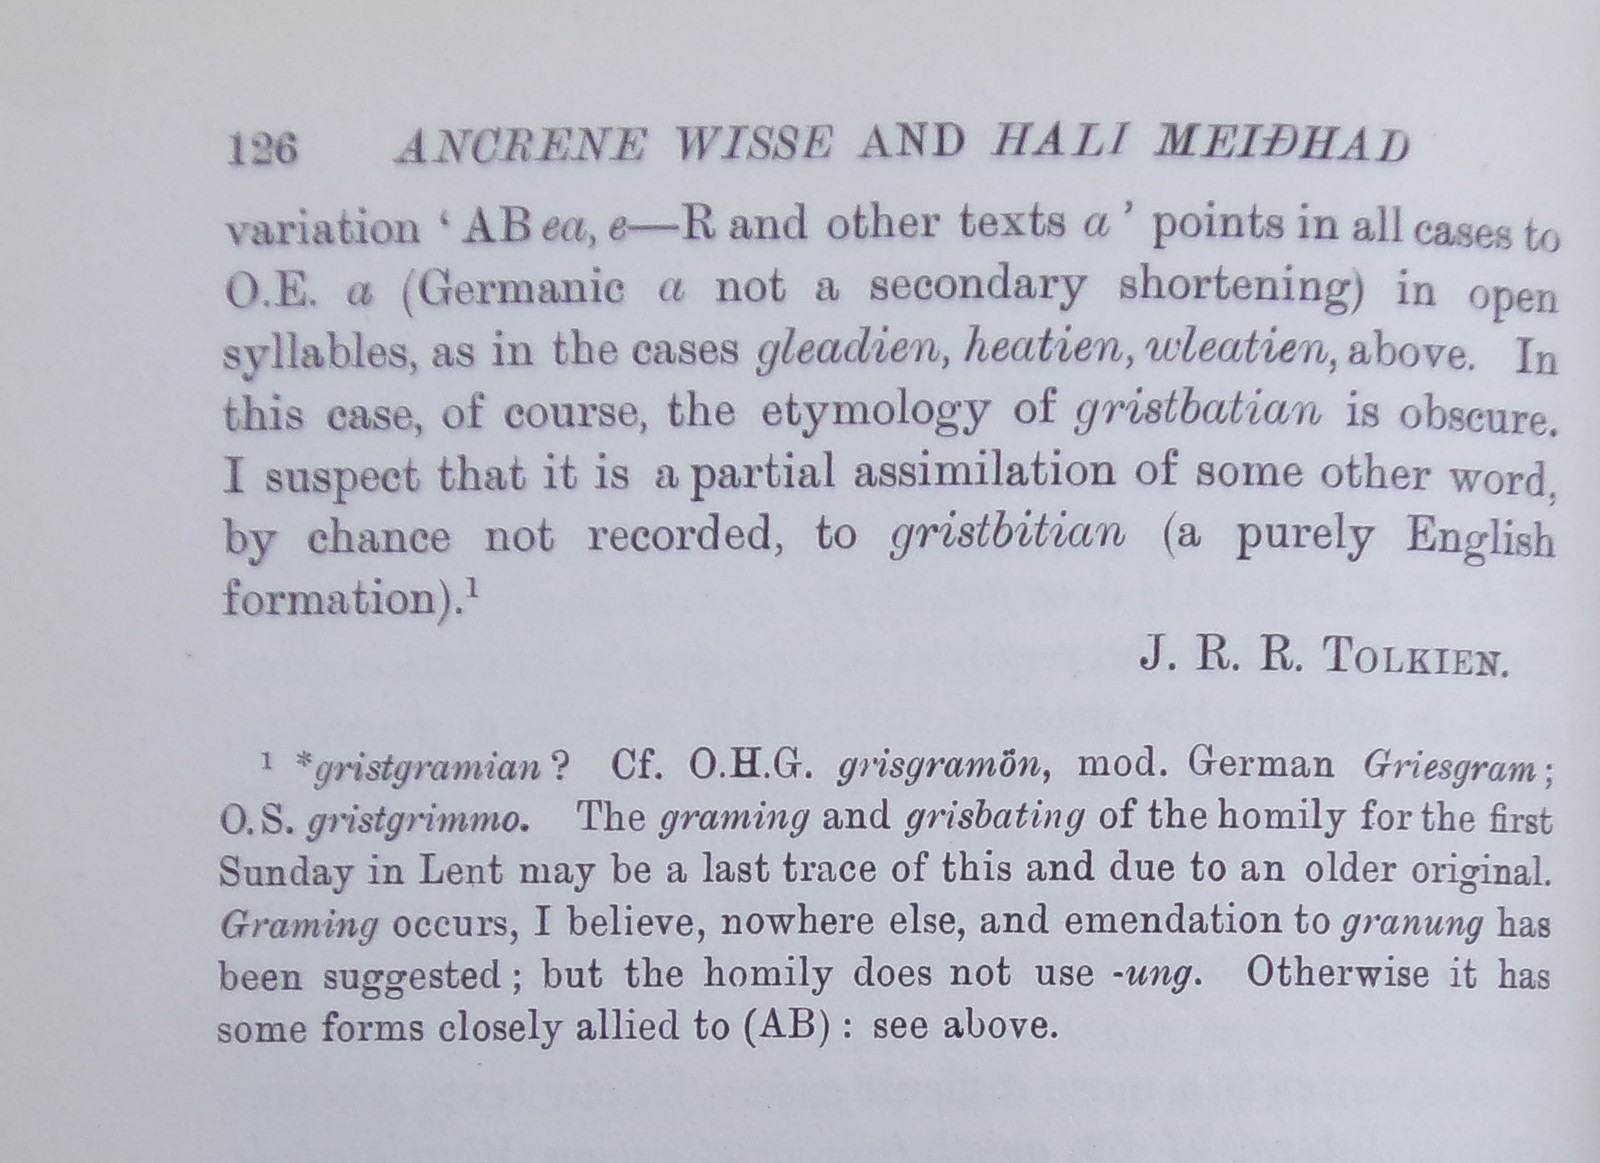 126 ANCRENE WISSE AND HALI MEIÐHAD
variation ‘ AB ea, e—R and other texts a ’ points in all cases to
O.E. a (Germanic a not a secondary shortening) in open
syllables, as in the cases gleadien, heatien, wleatien, above. In
this case, of course, the etymology of gristbatian is obscure.
I suspect that it is a partial assimilation of some other word,
by chance not recorded, to gristbitian (a purely English
formation).¹
J. R. R. TOLKIEN.
¹ *gristgramian ? Cf. O.H.G. grisgramōn, mod. German Griesgram ;
O.S. gristgrimmo. The graming and grisbating of the homily for the first
Sunday in Lent may be a last trace of this and due to an older original.
Graming occurs, I believe, nowhere else, and emendation to granung has
been suggested ; but the homily does not use -ung. Otherwise it has
some forms closely allied to (AB) : see above.